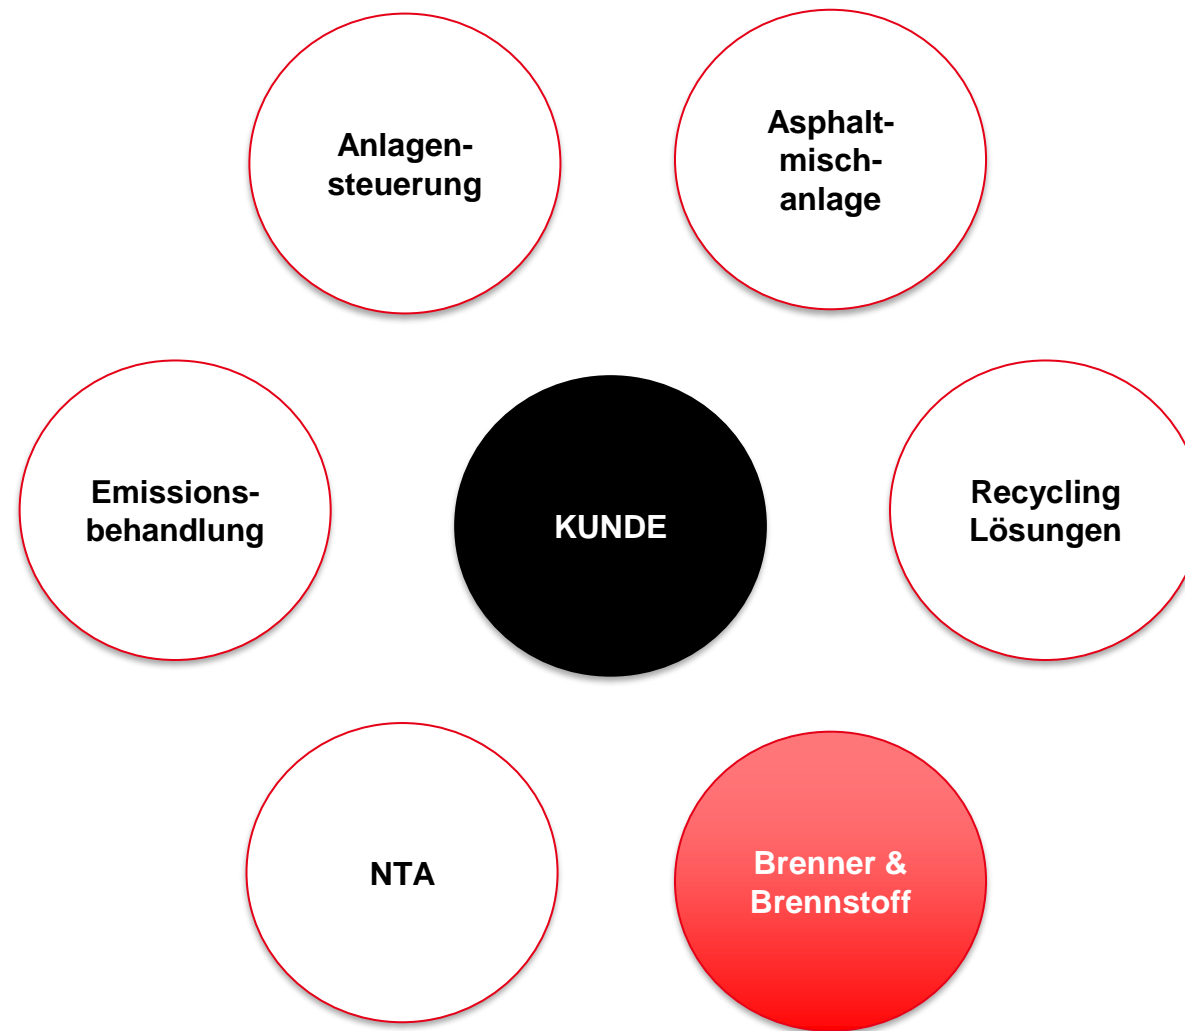 Anlagen-
steuerung
Asphalt-
misch-
anlage
Emissions-
behandlung
KUNDE
Recycling
Lösungen
NTA
Brenner &
Brennstoff